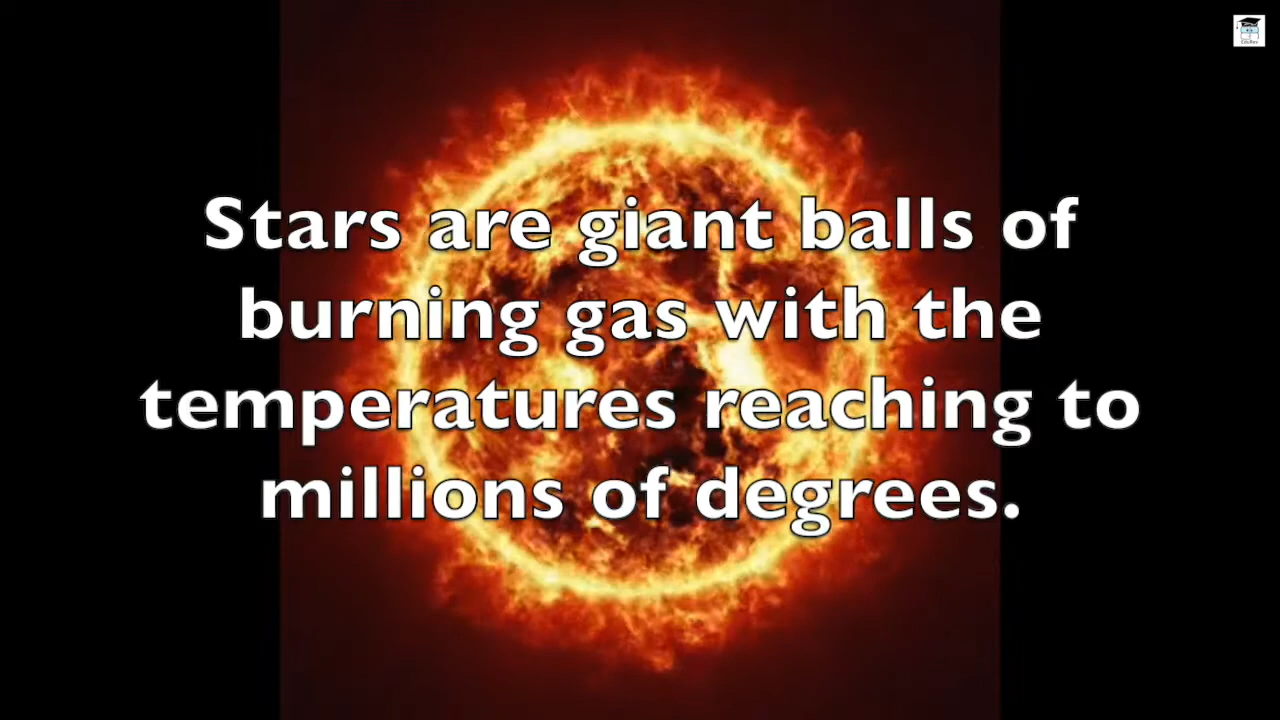 Stars are giant balls of
burning gas with the
temperatures reaching to
millions of degrees.